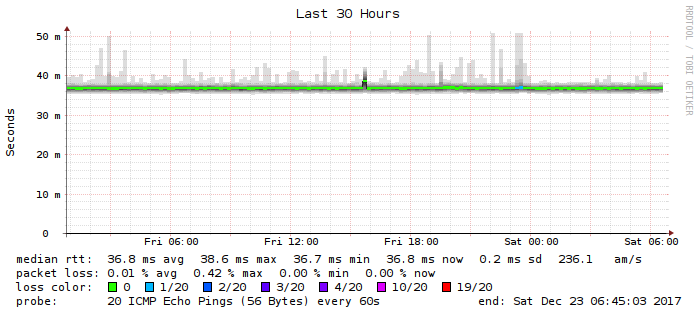 Last 30 Hours
RRDTOOL / TOBI OETIKER
Seconds
50 m
40 m
30 m
20 m
10 m
0
Fri 06:00 Fri 12:00 Fri 18:00 Sat 00:00 Sat 06:00
median rtt: 36.8 ms avg 38.6 ms max 36.7 ms min 36.8 ms now 0.2 ms sd 236.1 am/s
packet loss: 0.01 % avg 0.42 % max 0.00 % min 0.00 % now
loss color: 0 1/20 2/20 3/20 4/20 10/20 19/20
probe: 20 ICMP Echo Pings (56 Bytes) every 60s end: Sat Dec 23 06:45:03 2017